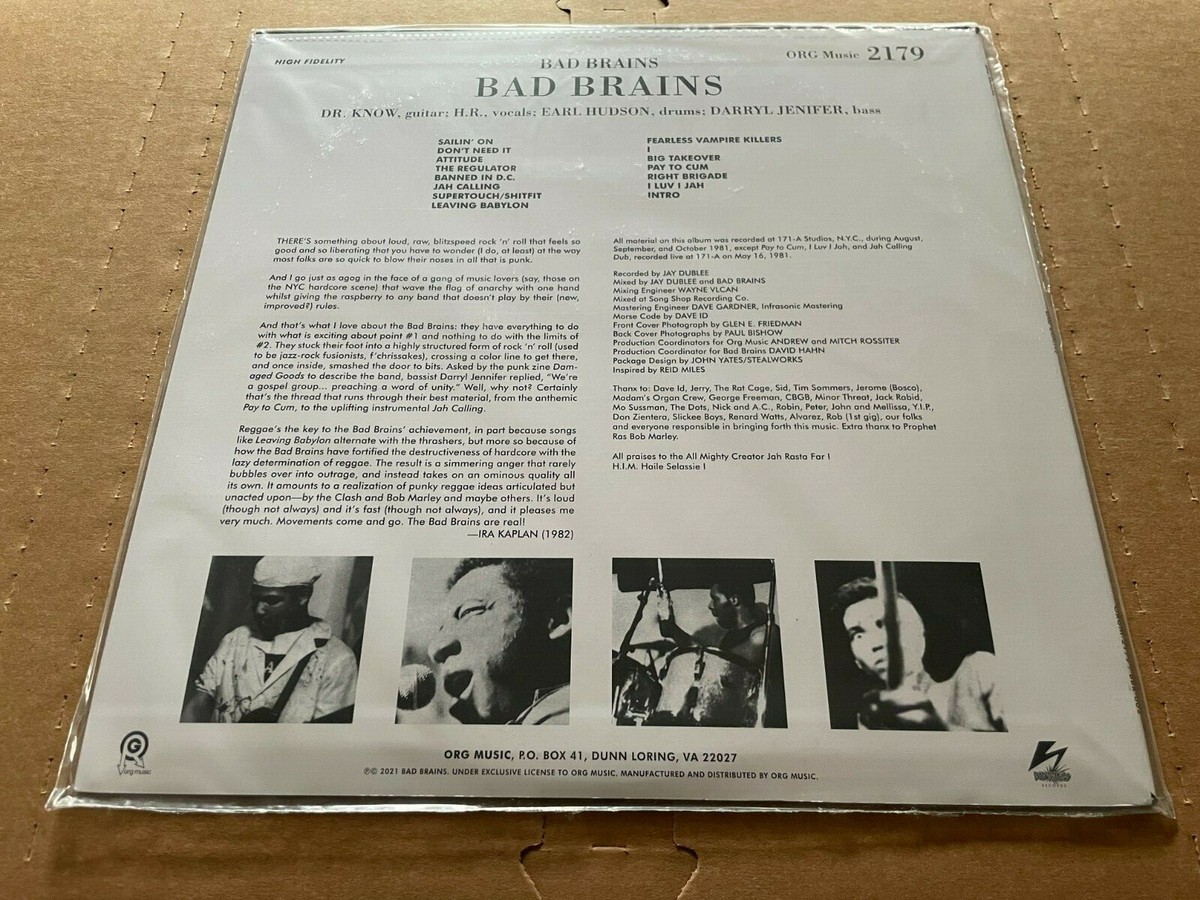 HIGH FIDELITY
BAD BRAINS
ORG Music 2179
BAD BRAINS
DR. KNOW, guitar; H.R., vocals; EARL HUDSON, drums; DARRYL JENIFER, bass
SAILIN' ON
DON'T NEED IT
ATTITUDE
THE REGULATOR
BANNED IN D.C.
JAH CALLING
SUPERTOUCH/SHITFIT
LEAVING BABYLON
FEARLESS VAMPIRE KILLERS
I
BIG TAKEOVER
PAY TO CUM
RIGHT BRIGADE
I LUV I JAH
INTRO
THERE'S something about loud, raw, blitzspeed rock 'n' roll that feels so
good and so liberating that you have to wonder (I do, at least) at the way
most folks are so quick to blow their noses in all that is punk.
And I go just as agog in the face of a gang of music lovers (say, those on
the NYC hardcore scene) that wave the flag of anarchy with one hand
whilst giving the raspberry to any band that doesn't play by their (new,
improved?) rules.
And that's what I love about the Bad Brains: they have everything to do
with what is exciting about point #1 and nothing to do with the limits of
#2. They stuck their foot into a highly structured form of rock 'n' roll (used
to be jazz-rock fusionists, f'chrissakes), crossing a color line to get there,
and once inside, smashed the door to bits. Asked by the punk zine Dam-
aged Goods to describe the band, bassist Darryl Jennifer replied, "We're
a gospel group... preaching a word of unity." Well, why not? Certainly
that's the thread that runs through their best material, from the anthemic
Pay to Cum, to the uplifting instrumental Jah Calling.
Reggae's the key to the Bad Brains' achievement, in part because songs
like Leaving Babylon alternate with the thrashers, but more so because of
how the Bad Brains have fortified the destructiveness of hardcore with the
lazy determination of reggae. The result is a simmering anger that rarely
bubbles over into outrage, and instead takes on an ominous quality all
its own. It amounts to a realization of punky reggae ideas articulated but
unacted upon—by the Clash and Bob Marley and maybe others. It's loud
(though not always) and it's fast (though not always), and it pleases me
very much. Movements come and go. The Bad Brains are real!
—IRA KAPLAN (1982)
All material on this album was recorded at 171-A Studios, N.Y.C., during August,
September, and October 1981, except Pay to Cum, I Luv I Jah, and Jah Calling
Dub, recorded live at 171-A on May 16, 1981.
Recorded by JAY DUBLEE
Mixed by JAY DUBLEE and BAD BRAINS
Mixing Engineer WAYNE VLCAN
Mixed at Song Shop Recording Co.
Mastering Engineer DAVE GARDNER, Infrasonic Mastering
Morse Code by DAVE ID
Front Cover Photograph by GLEN E. FRIEDMAN
Back Cover Photographs by PAUL BISHOW
Production Coordinators for Org Music ANDREW and MITCH ROSSITER
Production Coordinator for Bad Brains DAVID HAHN
Package Design by JOHN YATES/STEALWORKS
Inspired by REID MILES
Thanx to: Dave Id, Jerry, The Rat Cage, Sid, Tim Sommers, Jerome (Bosco),
Madam's Organ Crew, George Freeman, CBGB, Minor Threat, Jack Rabid,
Mo Sussman, The Dots, Nick and A.C., Robin, Peter, John and Mellissa, Y.I.P.,
Don Zientera, Slickee Boys, Renard Watts, Alvarez, Rob (1st gig), our folks
and everyone responsible in bringing forth this music. Extra thanx to Prophet
Ras Bob Marley.
All praises to the All Mighty Creator Jah Rasta Far I
H.I.M. Haile Selassie I
org music
ORG MUSIC, P.O. BOX 41, DUNN LORING, VA 22027
℗© 2021 BAD BRAINS. UNDER EXCLUSIVE LICENSE TO ORG MUSIC. MANUFACTURED AND DISTRIBUTED BY ORG MUSIC.
RECORDS